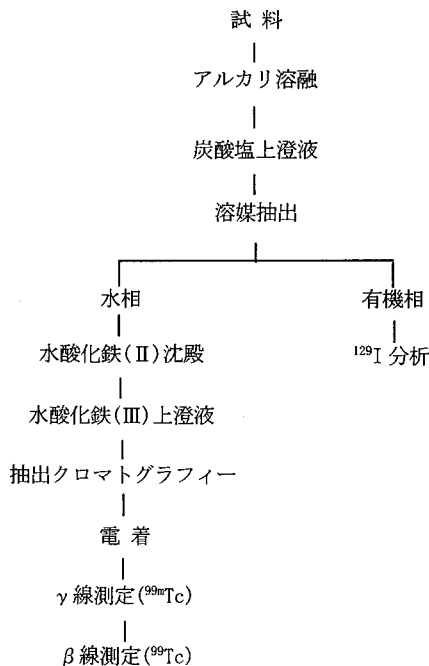 試料
アルカリ溶融
炭酸塩上澄液
溶媒抽出
水相
有機相
水酸化鉄(Ⅱ)沈殿
¹²⁹I 分析
水酸化鉄(Ⅲ)上澄液
抽出クロマトグラフィー
電着
γ線測定(⁹⁹ᵐTc)
β線測定(⁹⁹Tc)